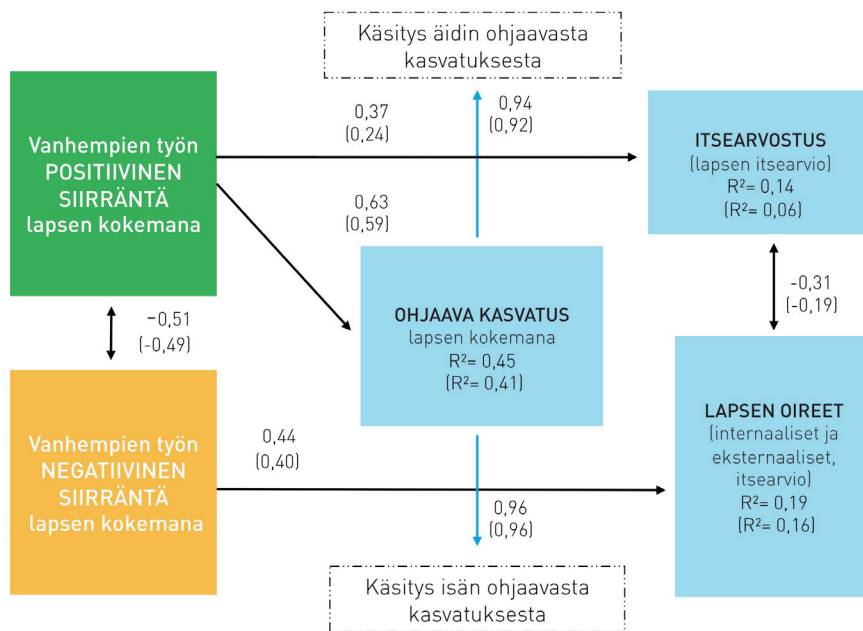 Käsitys äidin ohjaavasta
kasvatuksesta
Vanhempien työn
POSITIIVINEN
SIIRRÄNTÄ
lapsen kokemana
0,37
(0,24)
0,94
(0,92)
ITSEARVOSTUS
(lapsen itsearvio)
R²= 0,14
(R²= 0,06)
0,63
(0,59)
−0,51
(-0,49)
OHJAAVA KASVATUS
lapsen kokemana
R²= 0,45
(R²= 0,41)
-0,31
(-0,19)
Vanhempien työn
NEGATIIVINEN
SIIRRÄNTÄ
lapsen kokemana
0,44
(0,40)
LAPSEN OIREET
(internaaliset ja
eksternaaliset,
itsearvio)
R²= 0,19
(R²= 0,16)
0,96
(0,96)
Käsitys isän ohjaavasta
kasvatuksesta